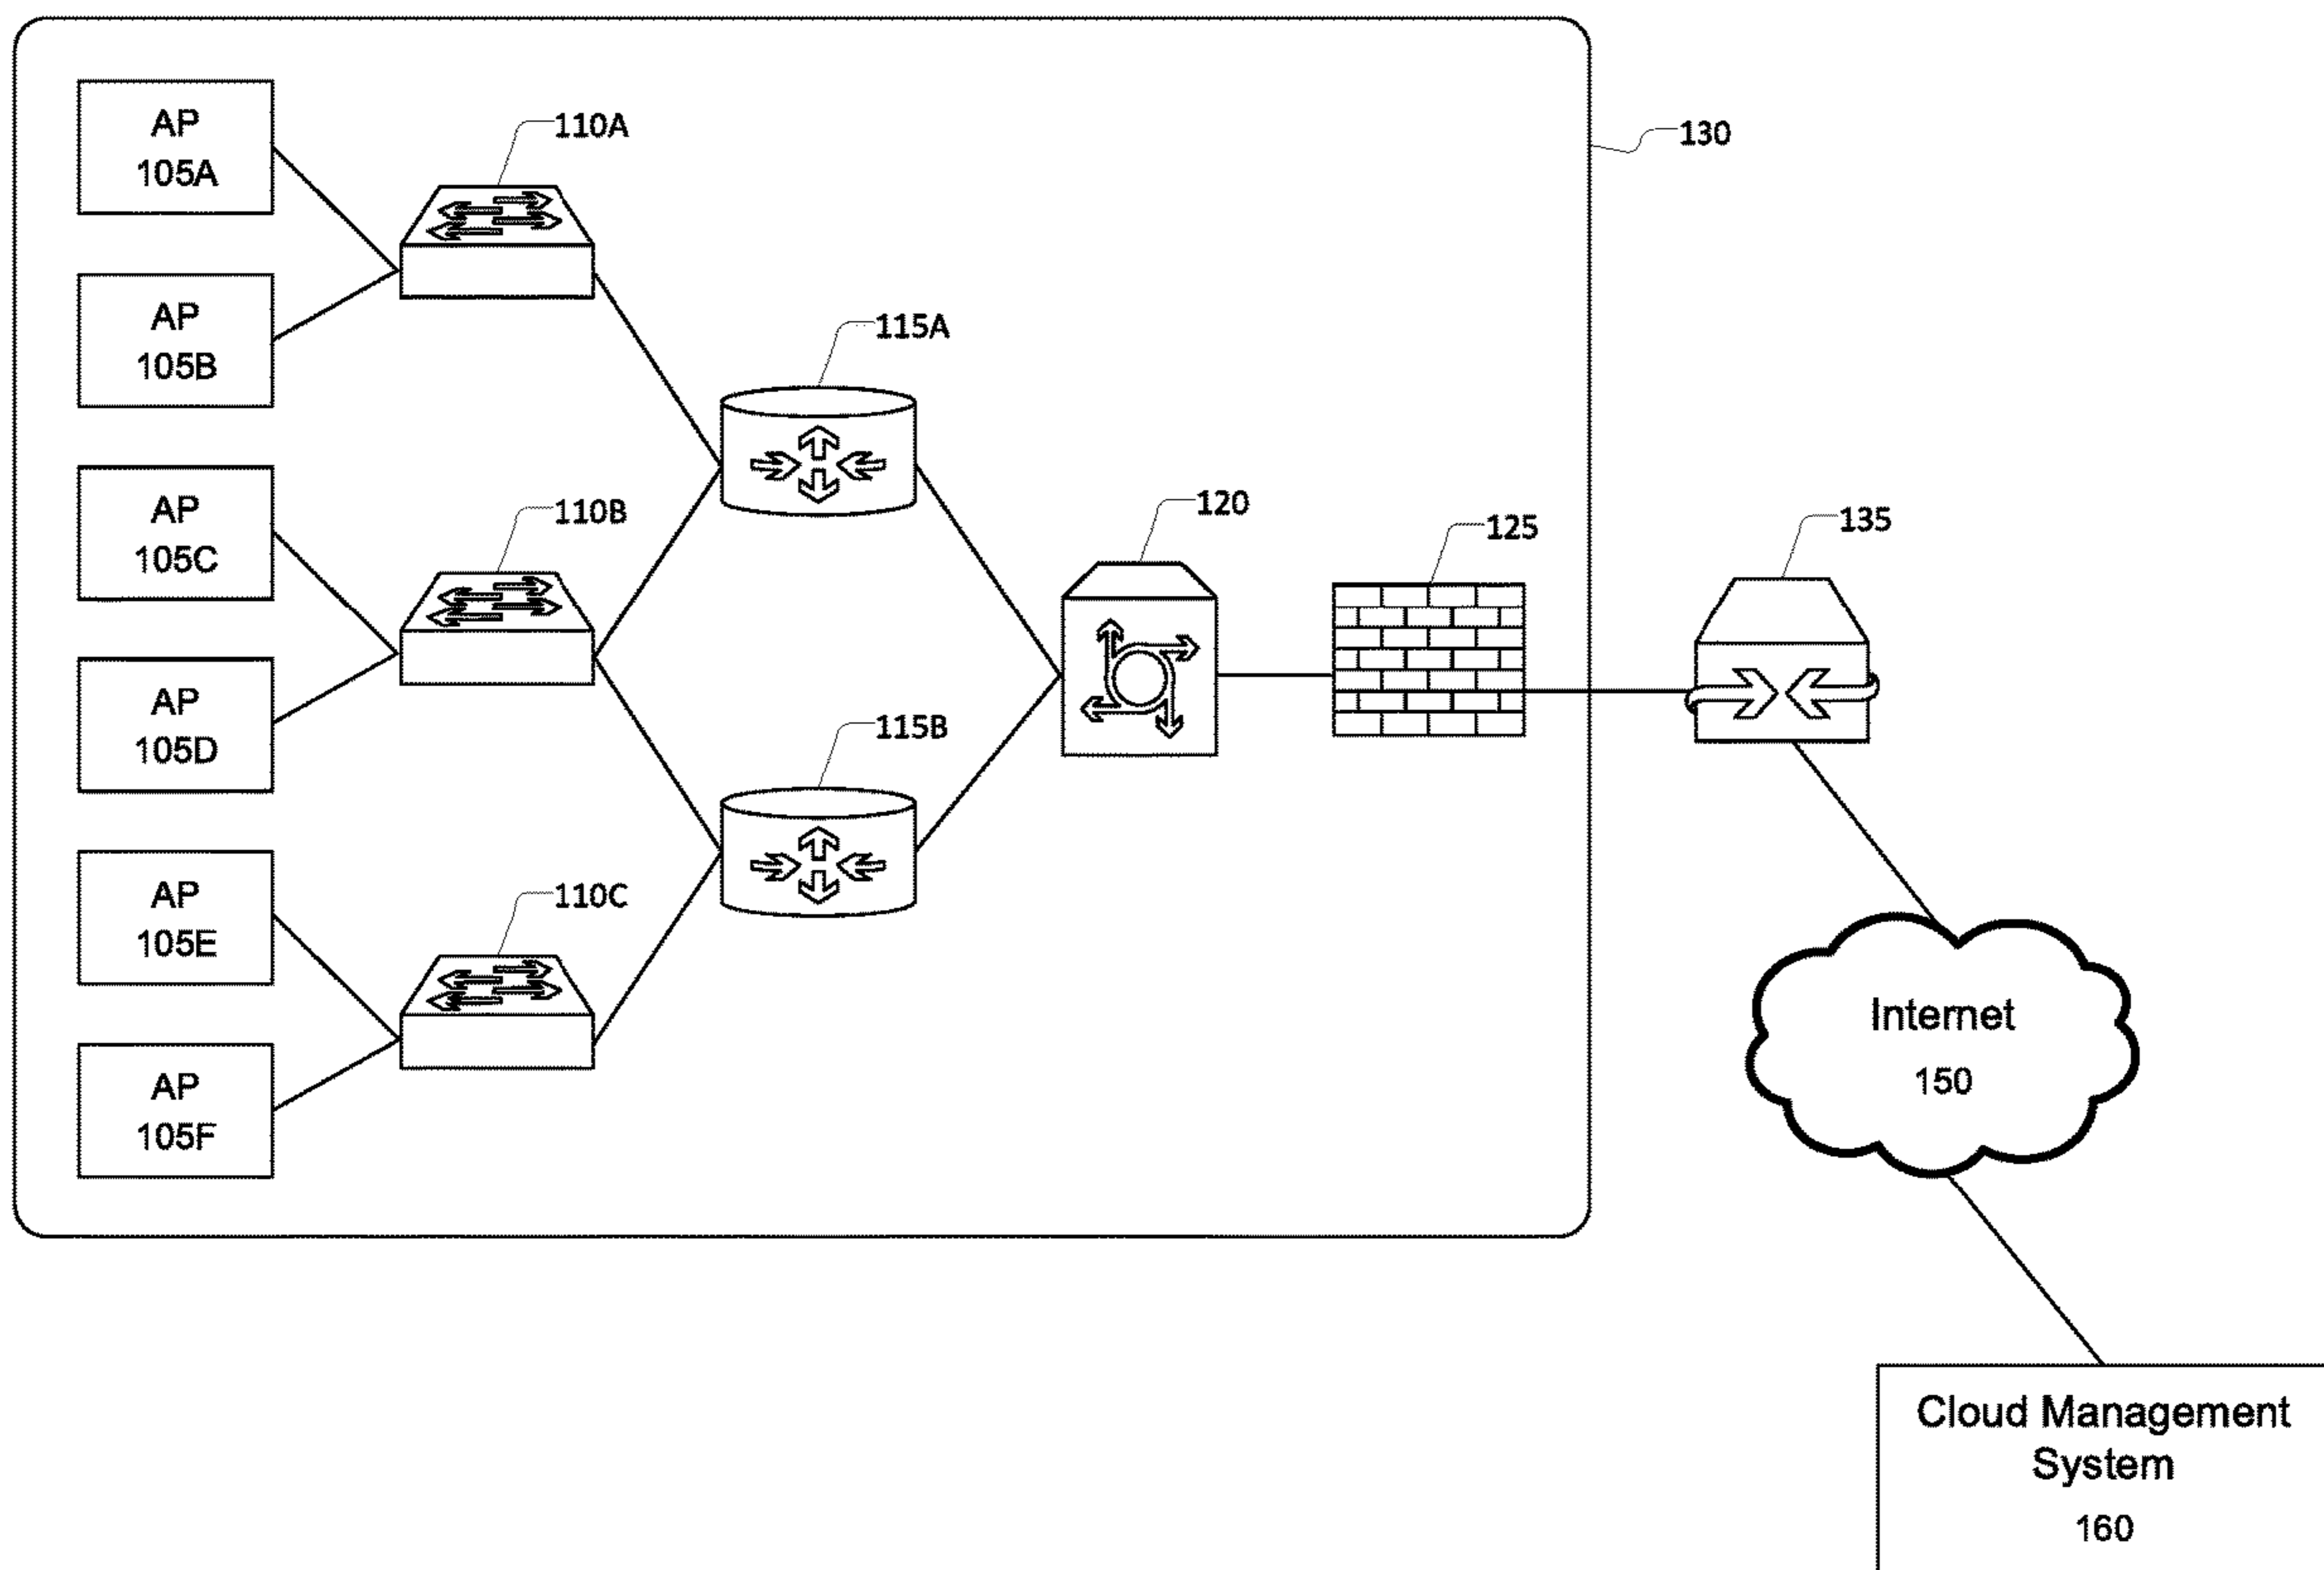 AP
105A
AP
105B
AP
105C
AP
105D
AP
105E
AP
105F
110A
110B
110C
115A
115B
120
125
130
135
Internet
150
Cloud Management
System
160